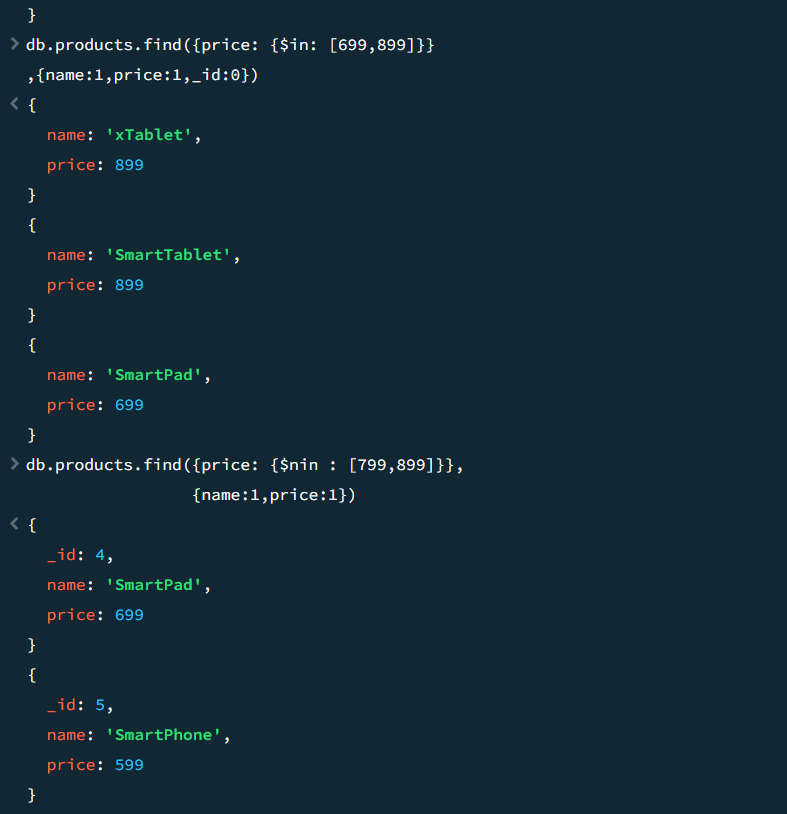 }
> db.products.find({price: {$in: [699,899]}}
,{name:1,price:1,_id:0})
< {
name: 'xTablet',
price: 899
}
{
name: 'SmartTablet',
price: 899
}
{
name: 'SmartPad',
price: 699
}
> db.products.find({price: {$nin : [799,899]}},
{name:1,price:1})
< {
_id: 4,
name: 'SmartPad',
price: 699
}
{
_id: 5,
name: 'SmartPhone',
price: 599
}